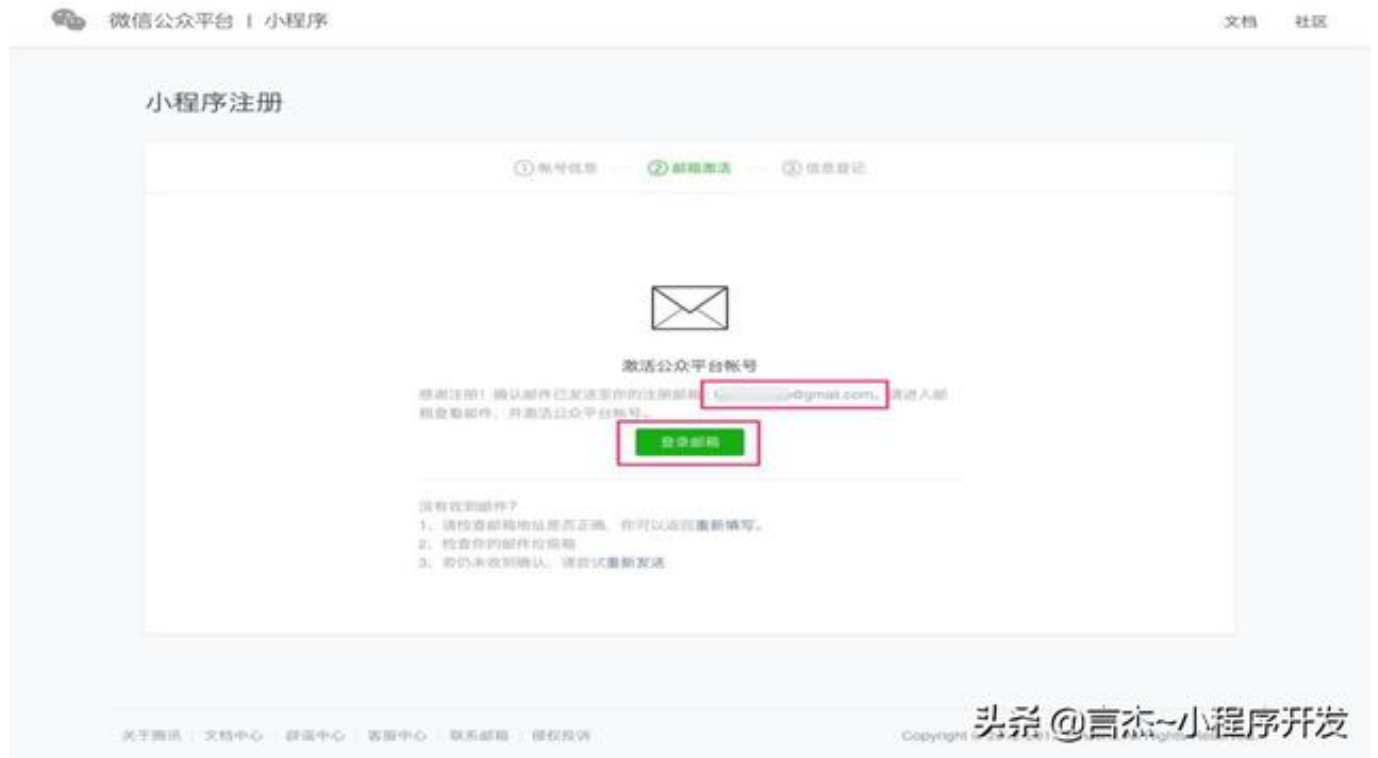 微信公众平台 | 小程序
文档 社区
小程序注册
① 帐号信息 ② 邮箱激活 ③ 信息登记
激活公众平台帐号
感谢注册！确认邮件已发送至你的注册邮箱：@gmail.com。请进入邮
箱查看邮件，并激活公众平台帐号。
登录邮箱
没有收到邮件？
1、请检查邮箱地址是否正确，你可以返回重新填写。
2、检查你的邮件垃圾箱
3、若仍未收到确认，请尝试重新发送
关于腾讯 文档中心 辟谣中心 客服中心 联系邮箱 侵权投诉
Copyright
头条 @言杰~小程序开发